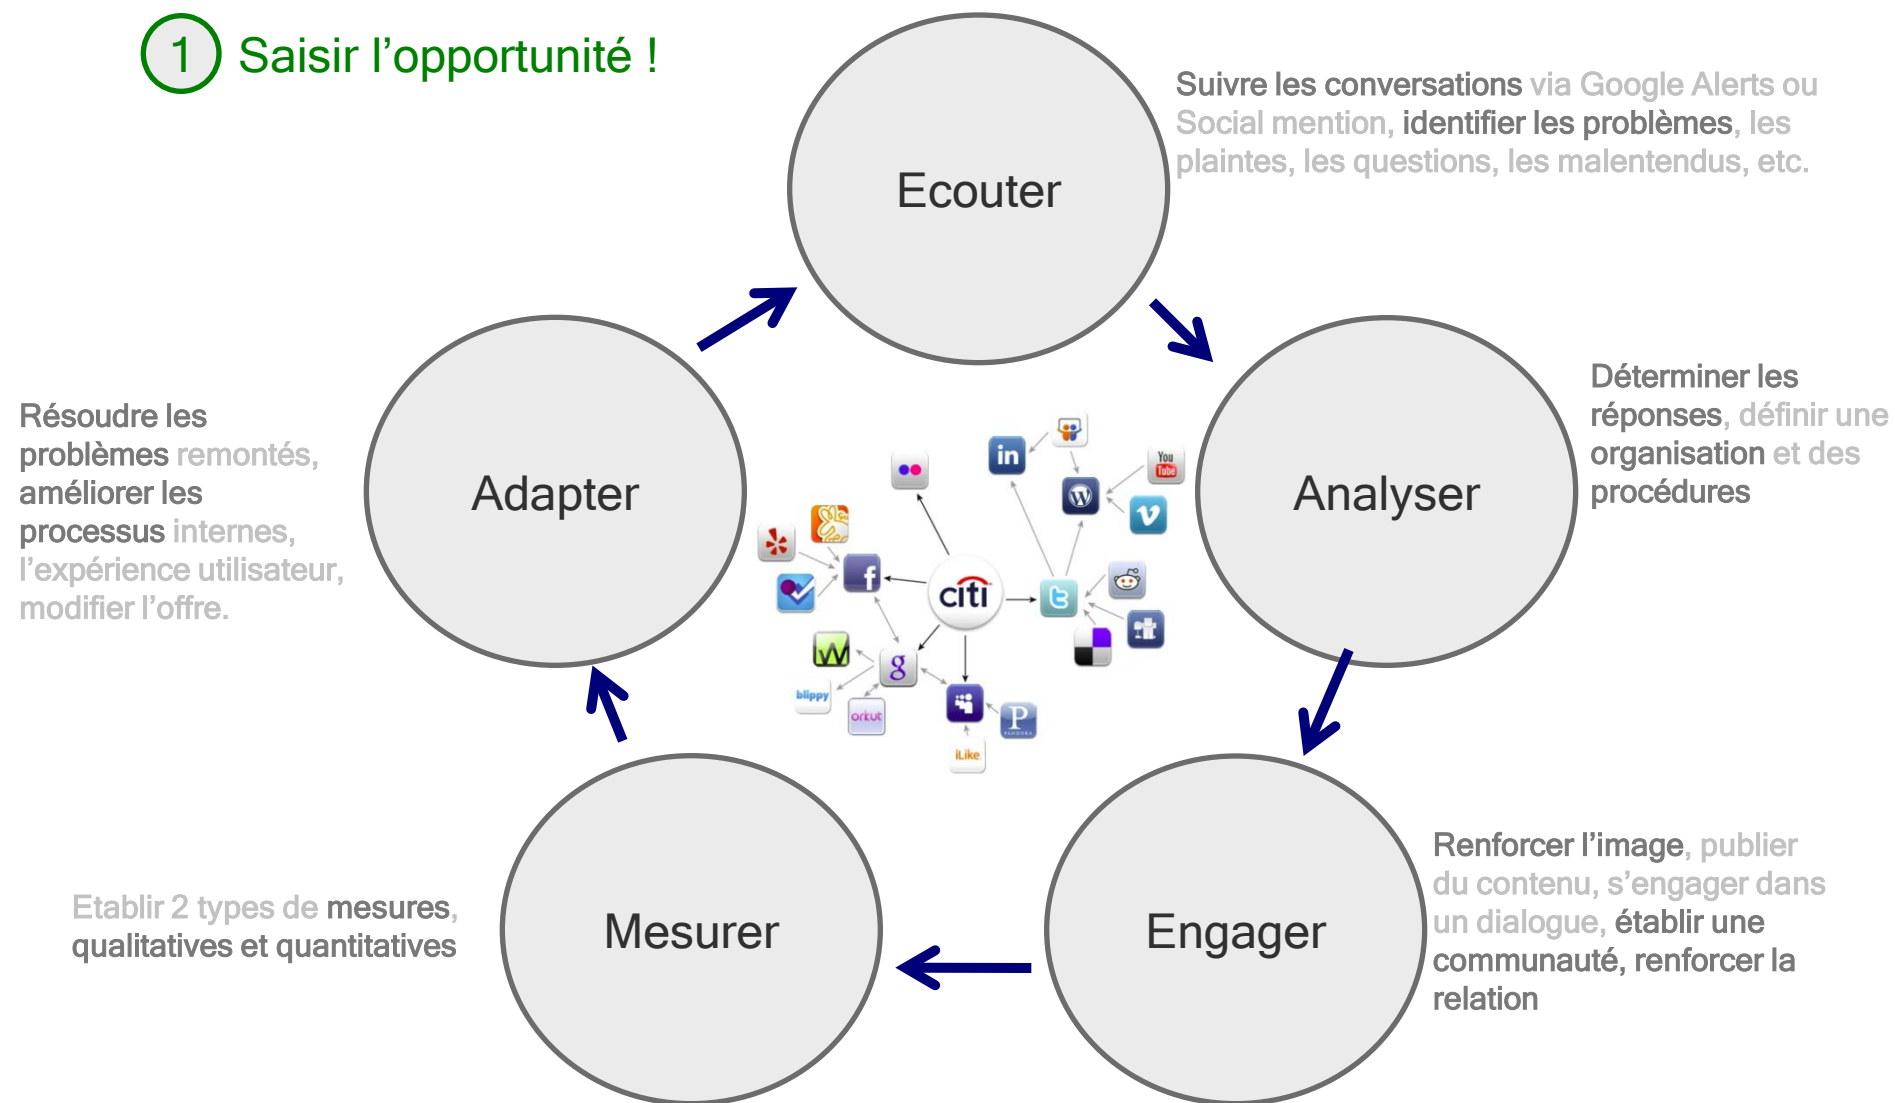 1 Saisir l’opportunité !
Ecouter
Suivre les conversations via Google Alerts ou
Social mention, identifier les problèmes, les
plaintes, les questions, les malentendus, etc.
Analyser
Déterminer les
réponses, définir une
organisation et des
procédures
Engager
Renforcer l’image, publier
du contenu, s’engager dans
un dialogue, établir une
communauté, renforcer la
relation
Mesurer
Etablir 2 types de mesures,
qualitatives et quantitatives
Adapter
Résoudre les
problèmes remontés,
améliorer les
processus internes,
l’expérience utilisateur,
modifier l’offre.
in
You
Tube
W
v
f
citi
t
g
blippy
orkut
P
PANDORA
iLike